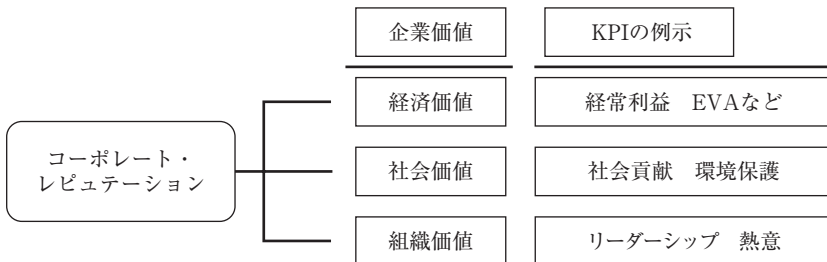 企業価値　KPIの例示
経済価値　経常利益　EVAなど
コーポレート・
レピュテーション
社会価値　社会貢献　環境保護
組織価値　リーダーシップ　熱意